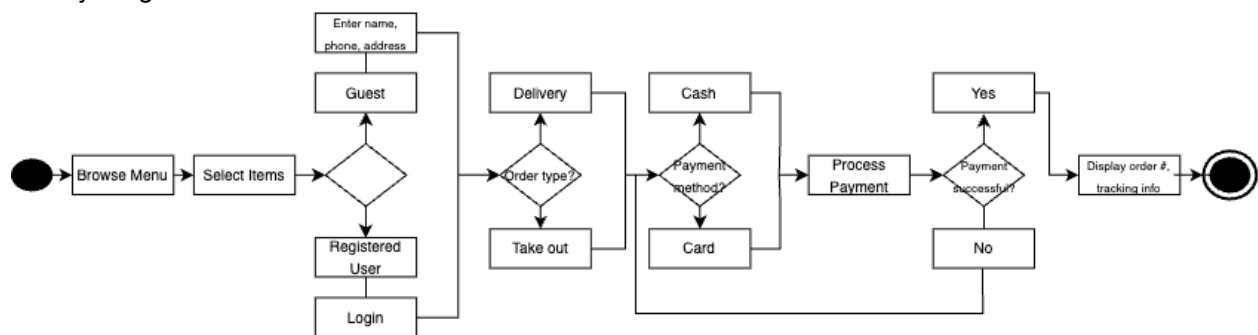 Enter name,
phone, address
Guest
Delivery
Cash
Yes
Browse Menu
Select Items
Order type?
Payment
method?
Process
Payment
Payment
successful?
Display order #,
tracking info
Registered
User
Take out
Card
No
Login